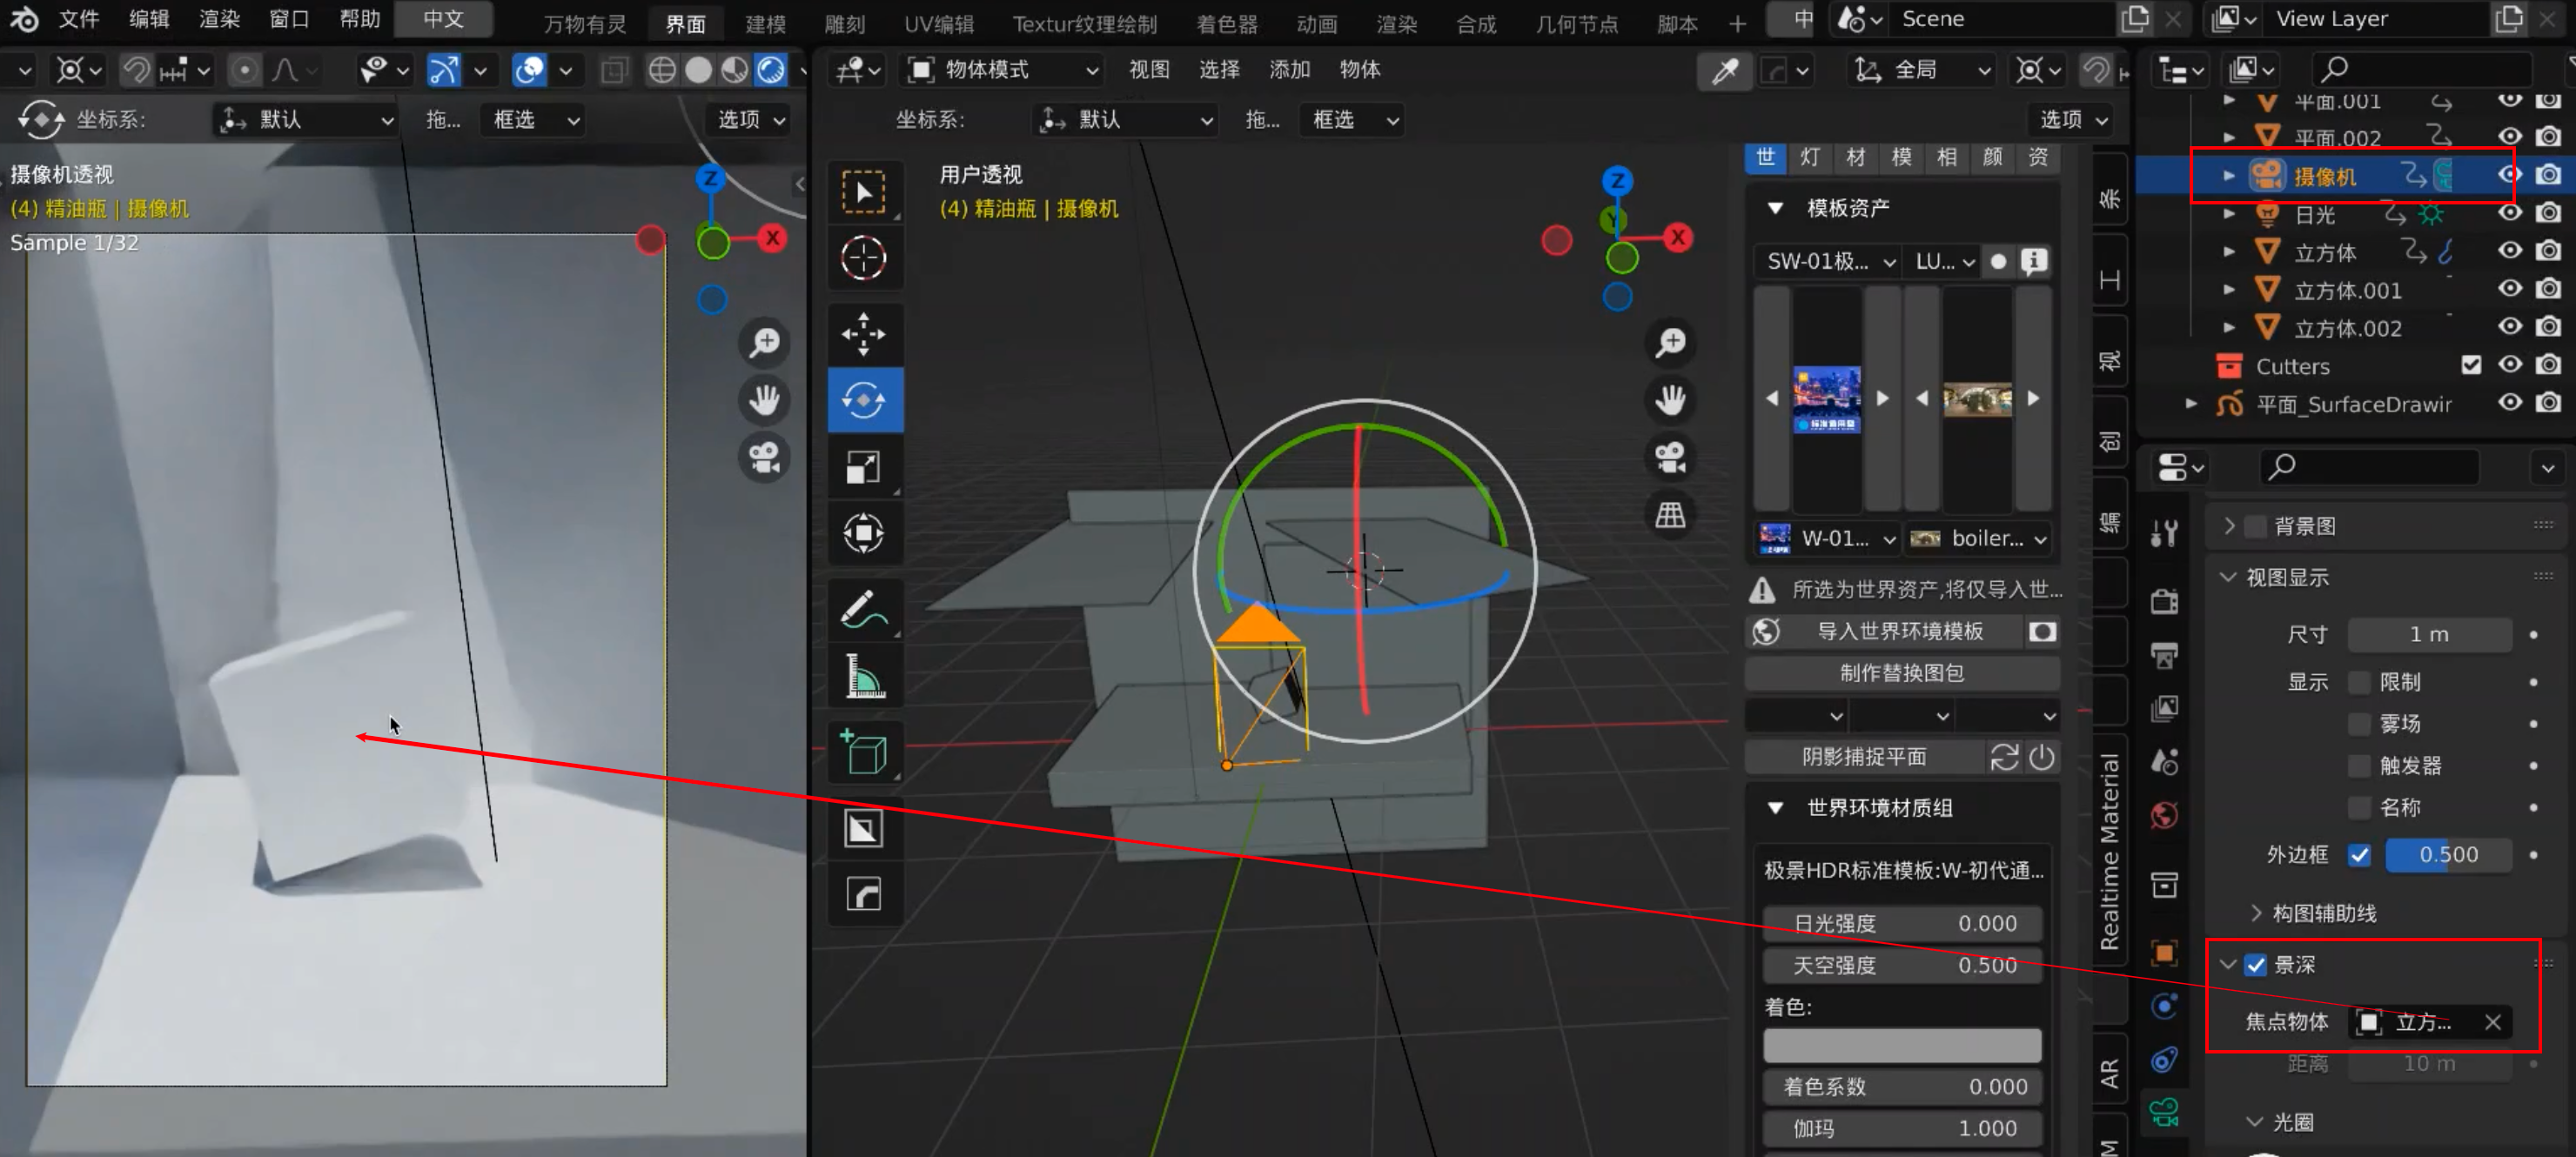 文件 编辑 渲染 窗口 帮助 中文
万物有灵 界面 建模 雕刻 UV编辑 Textur纹理绘制 着色器 动画 渲染 合成 几何节点 脚本 + 中
Scene
View Layer
物体模式 视图 选择 添加 物体
全局
坐标系: 默认 拖... 框选 选项
坐标系: 默认 拖... 框选 选项
摄像机透视
(4) 精油瓶 | 摄像机
Sample 1/32
Z
X
用户透视
(4) 精油瓶 | 摄像机
Z
Y
X
世 灯 材 模 相 颜 资
模板资产
SW-01极... LU...
W-01... boiler...
所选为世界资产,将仅导入世...
导入世界环境模板
制作替换图包
阴影捕捉平面
世界环境材质组
极景HDR标准模板:W-初代通...
日光强度 0.000
天空强度 0.500
着色:
着色系数 0.000
伽玛 1.000
条
工
视
创
编
Realtime Material
AR
M
平面.001
平面.002
摄像机
日光
立方体
立方体.001
立方体.002
Cutters
平面_SurfaceDrawir
背景图
视图显示
尺寸 1 m
显示 限制
雾场
触发器
名称
外边框 0.500
构图辅助线
景深
焦点物体 立方...
距离 10 m
光圈